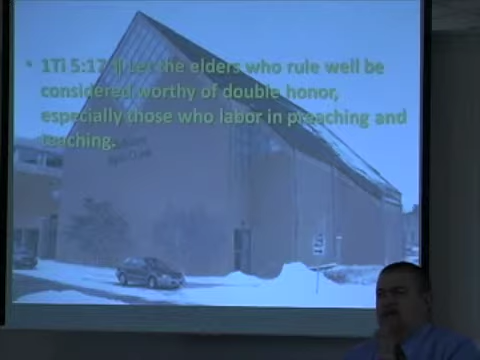 • 1Ti 5:17 ¶ Let the elders who rule well be
considered worthy of double honor,
especially those who labor in preaching and
teaching.